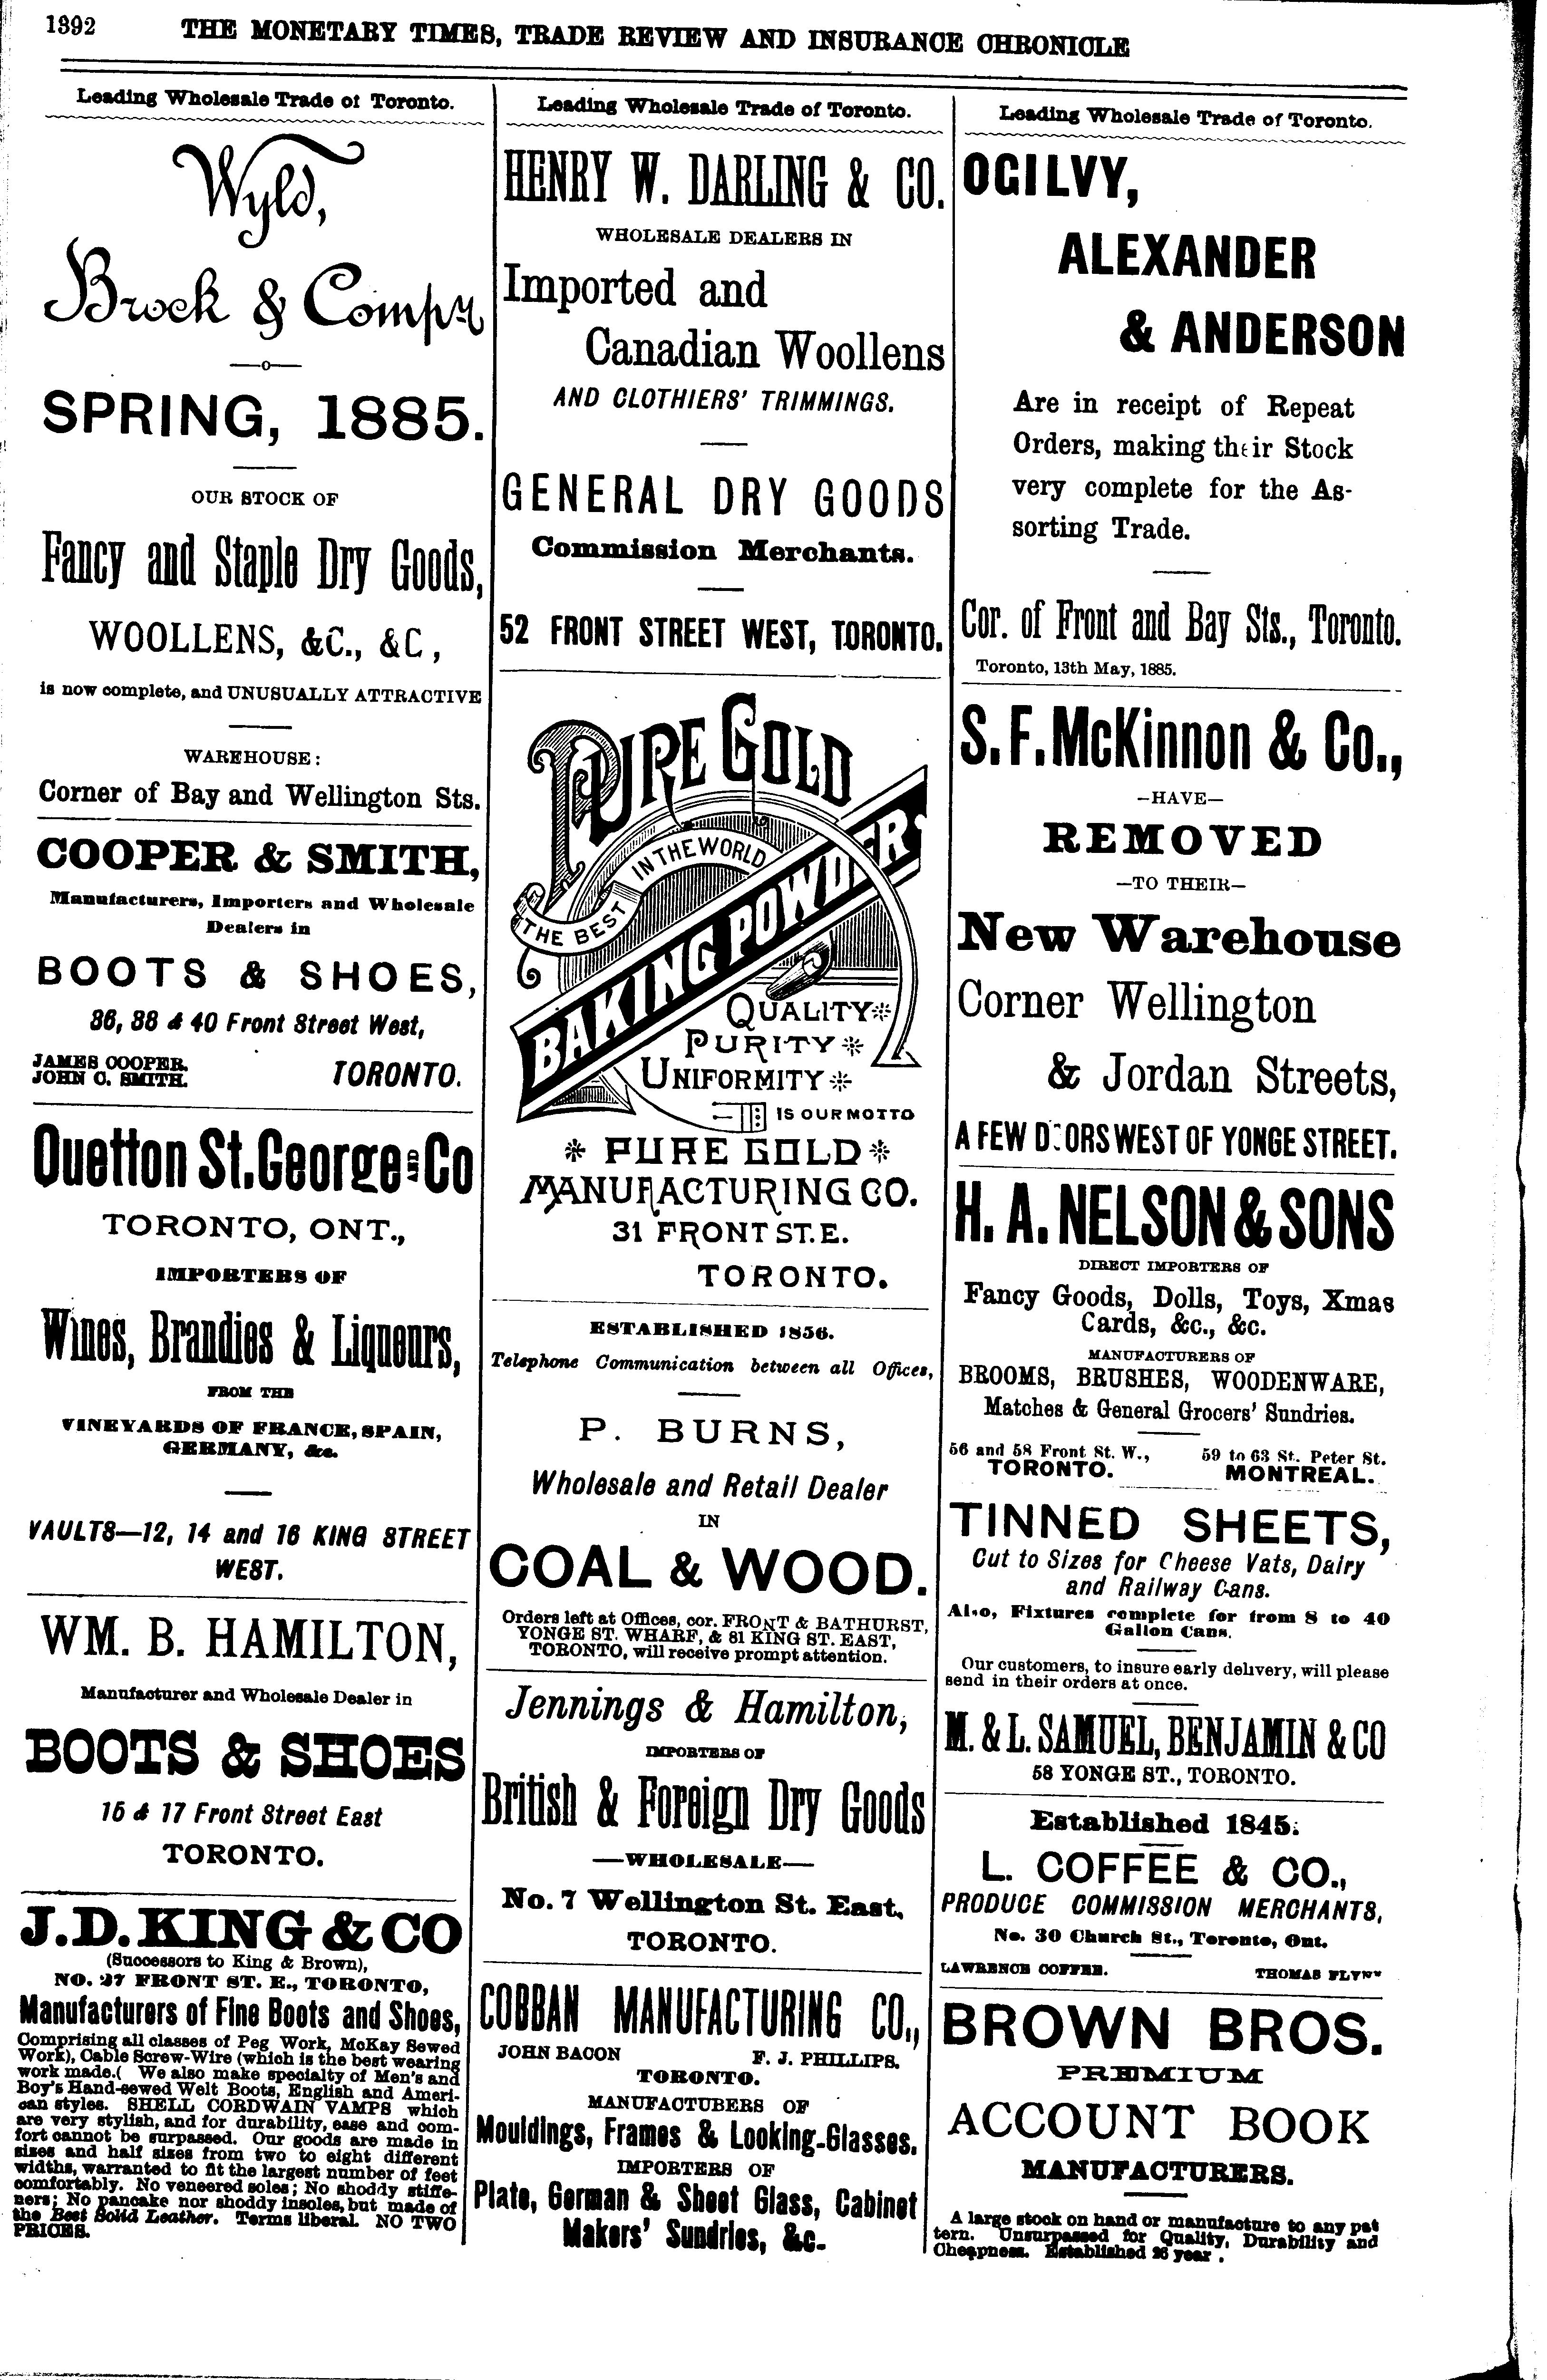 1392 THE MONETARY TIMES, TRADE REVIEW AND INSURANCE CHRONICLE
Leading Wholesale Trade of Toronto.
Wyld,
Brock & Compy
SPRING, 1885.
OUR STOCK OF
Fancy and Staple Dry Goods,
WOOLLENS, &C., &C,
is now complete, and UNUSUALLY ATTRACTIVE
WAREHOUSE:
Corner of Bay and Wellington Sts.
COOPER & SMITH,
Manufacturers, Importers and Wholesale
Dealers in
BOOTS & SHOES,
36, 38 & 40 Front Street West,
JAMES COOPER.
JOHN C. SMITH.
TORONTO.
Quetton St. George AND Co
TORONTO, ONT.,
IMPORTERS OF
Wines, Brandies & Liqueurs,
FROM THE
VINEYARDS OF FRANCE, SPAIN,
GERMANY, &c.
VAULTS—12, 14 and 16 KING STREET
WEST.
WM. B. HAMILTON,
Manufacturer and Wholesale Dealer in
BOOTS & SHOES
15 & 17 Front Street East
TORONTO.
J. D. KING & CO
(Successors to King & Brown),
NO. 27 FRONT ST. E., TORONTO,
Manufacturers of Fine Boots and Shoes,
Comprising all classes of Peg Work, McKay Sewed
Work), Cable Screw-Wire (which is the best wearing
work made.( We also make specialty of Men's and
Boy's Hand-sewed Welt Boots, English and Ameri-
can styles. SHELL CORDWAIN VAMPS which
are very stylish, and for durability, ease and com-
fort cannot be surpassed. Our goods are made in
sizes and half sizes from two to eight different
widths, warranted to fit the largest number of feet
comfortably. No veneered soles; No shoddy stiffe-
ners; No pancake nor shoddy insoles, but made of
the Best Solid Leather. Terms liberal. NO TWO
PRICES.
Leading Wholesale Trade of Toronto.
HENRY W. DARLING & CO.
WHOLESALE DEALERS IN
Imported and
Canadian Woollens
AND CLOTHIERS' TRIMMINGS.
GENERAL DRY GOODS
Commission Merchants.
52 FRONT STREET WEST, TORONTO.
PURE GOLD
THE BEST IN THE WORLD
BAKING POWDER
QUALITY
PURITY
UNIFORMITY
IS OUR MOTTO
PURE GOLD
MANUFACTURING CO.
31 FRONT ST. E.
TORONTO.
ESTABLISHED 1856.
Telephone Communication between all Offices,
P. BURNS,
Wholesale and Retail Dealer
IN
COAL & WOOD.
Orders left at Offices, cor. FRONT & BATHURST,
YONGE ST. WHARF, & 81 KING ST. EAST,
TORONTO, will receive prompt attention.
Jennings & Hamilton,
IMPORTERS OF
British & Foreign Dry Goods
—WHOLESALE—
No. 7 Wellington St. East,
TORONTO.
COBBAN MANUFACTURING CO.,
JOHN BACON F. J. PHILLIPS.
TORONTO.
MANUFACTUBERS OF
Mouldings, Frames & Looking-Glasses.
IMPORTERS OF
Plate, German & Sheet Glass, Cabinet
Makers' Sundries, &c.
Leading Wholesale Trade of Toronto.
OGILVY,
ALEXANDER
& ANDERSON
Are in receipt of Repeat
Orders, making their Stock
very complete for the As-
sorting Trade.
Cor. of Front and Bay Sts., Toronto.
Toronto, 13th May, 1885.
S. F. McKinnon & Co.,
—HAVE—
REMOVED
—TO THEIR—
New Warehouse
Corner Wellington
& Jordan Streets,
A FEW DOORS WEST OF YONGE STREET.
H. A. NELSON & SONS
DIRECT IMPORTERS OF
Fancy Goods, Dolls, Toys, Xmas
Cards, &c., &c.
MANUFACTURERS OF
BROOMS, BRUSHES, WOODENWARE,
Matches & General Grocers' Sundries.
56 and 58 Front St. W., 59 to 63 St. Peter St.
TORONTO. MONTREAL.
TINNED SHEETS,
Cut to Sizes for Cheese Vats, Dairy
and Railway Cans.
Also, Fixtures complete for from 8 to 40
Gallon Cans.
Our customers, to insure early delivery, will please
send in their orders at once.
M. & L. SAMUEL, BENJAMIN & CO
58 YONGE ST., TORONTO.
Established 1845.
L. COFFEE & CO.,
PRODUCE COMMISSION MERCHANTS,
No. 30 Church St., Toronto, Ont.
LAWRENCE COFFEE. THOMAS FLYNN
BROWN BROS.
PREMIUM
ACCOUNT BOOK
MANUFACTURERS.
A large stock on hand or manufacture to any pat
tern. Unsurpassed for Quality, Durability and
Cheapness. Established 26 year.